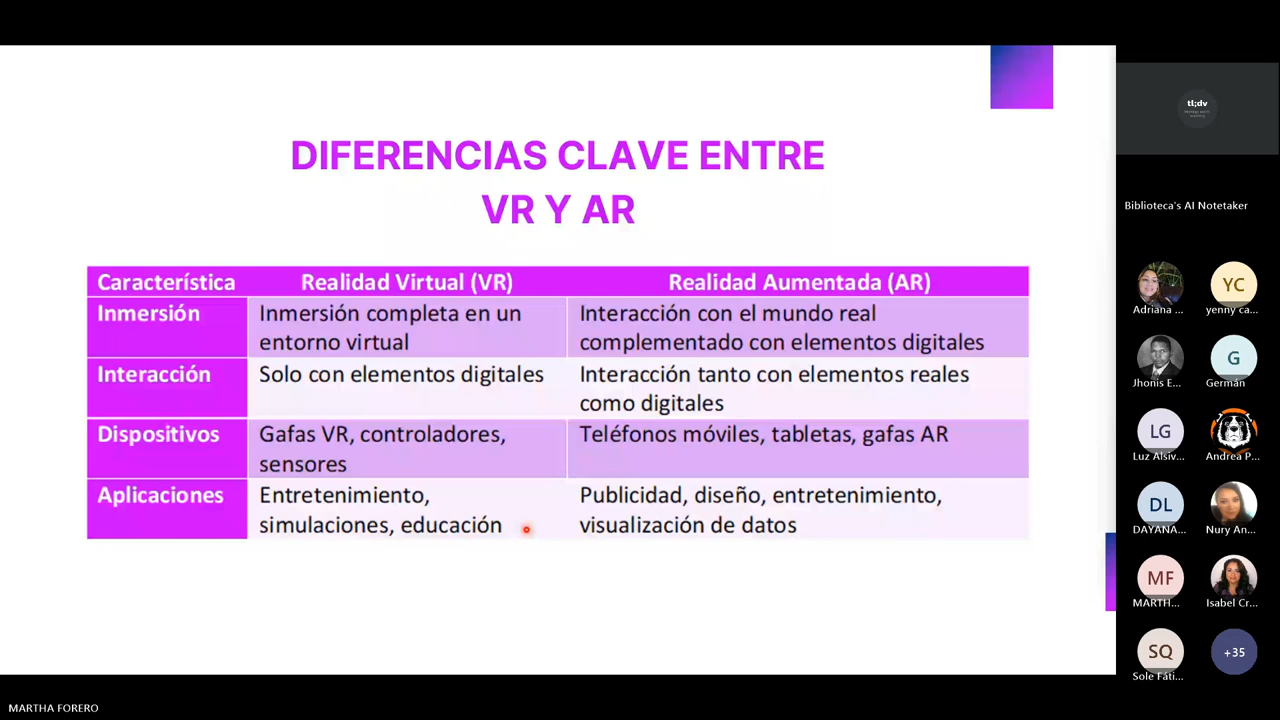 DIFERENCIAS CLAVE ENTRE
VR Y AR
Característica Realidad Virtual (VR) Realidad Aumentada (AR)
Inmersión Inmersión completa en un Interacción con el mundo real
entorno virtual complementado con elementos digitales
Interacción Solo con elementos digitales Interacción tanto con elementos reales
como digitales
Dispositivos Gafas VR, controladores, Teléfonos móviles, tabletas, gafas AR
sensores
Aplicaciones Entretenimiento, Publicidad, diseño, entretenimiento,
simulaciones, educación visualización de datos
tl;dv
Biblioteca's AI Notetaker
YC
Adriana ... yenny ca...
G
Jhonis E... Germán
LG
Luz Alsiv... Andrea P...
DL
DAYANA... Nury An...
MF
MARTH... Isabel Cr...
SQ +35
Sole Fáti...
MARTHA FORERO